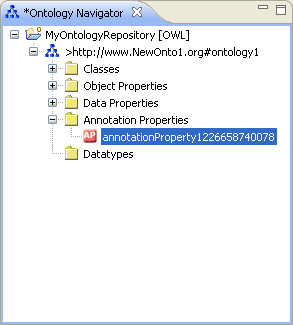 *Ontology Navigator
MyOntologyRepository [OWL]
>http://www.NewOnto1.org#ontology1
Classes
Object Properties
Data Properties
Annotation Properties
AP annotationProperty1226658740078
Datatypes